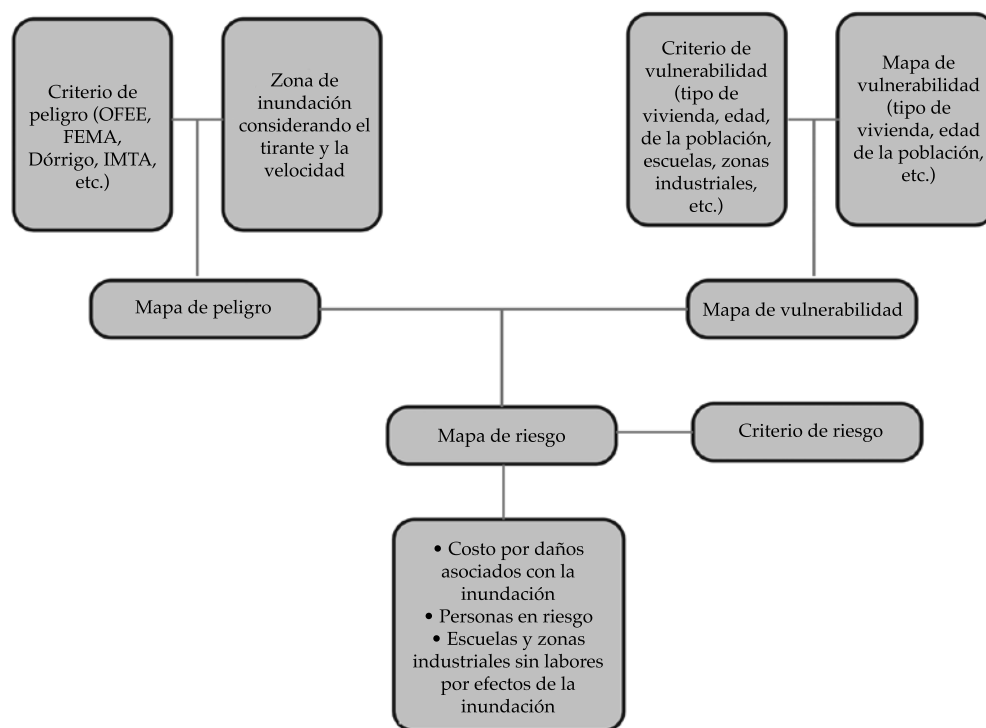 Criterio de
peligro (OFEE,
FEMA,
Dórrigo, IMTA,
etc.)
Zona de
inundación
considerando el
tirante y la
velocidad
Criterio de
vulnerabilidad
(tipo de
vivienda, edad,
de la población,
escuelas, zonas
industriales,
etc.)
Mapa de
vulnerabilidad
(tipo de
vivienda, edad
de la población,
etc.)
Mapa de peligro
Mapa de vulnerabilidad
Mapa de riesgo
Criterio de riesgo
• Costo por daños
asociados con la
inundación
• Personas en riesgo
• Escuelas y zonas
industriales sin labores
por efectos de la
inundación